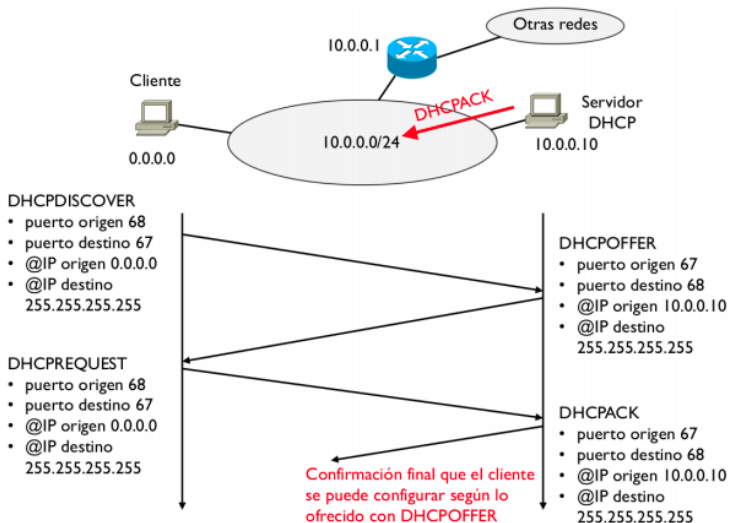 Otras redes
10.0.0.1
Cliente
DHCPACK
Servidor
DHCP
0.0.0.0
10.0.0.0/24
10.0.0.10
DHCPDISCOVER
• puerto origen 68
• puerto destino 67
• @IP origen 0.0.0.0
• @IP destino
255.255.255.255
DHCPOFFER
• puerto origen 67
• puerto destino 68
• @IP origen 10.0.0.10
• @IP destino
255.255.255.255
DHCPREQUEST
• puerto origen 68
• puerto destino 67
• @IP origen 0.0.0.0
• @IP destino
255.255.255.255
DHCPACK
• puerto origen 67
• puerto destino 68
• @IP origen 10.0.0.10
• @IP destino
255.255.255.255
Confirmación final que el cliente
se puede configurar según lo
ofrecido con DHCPOFFER